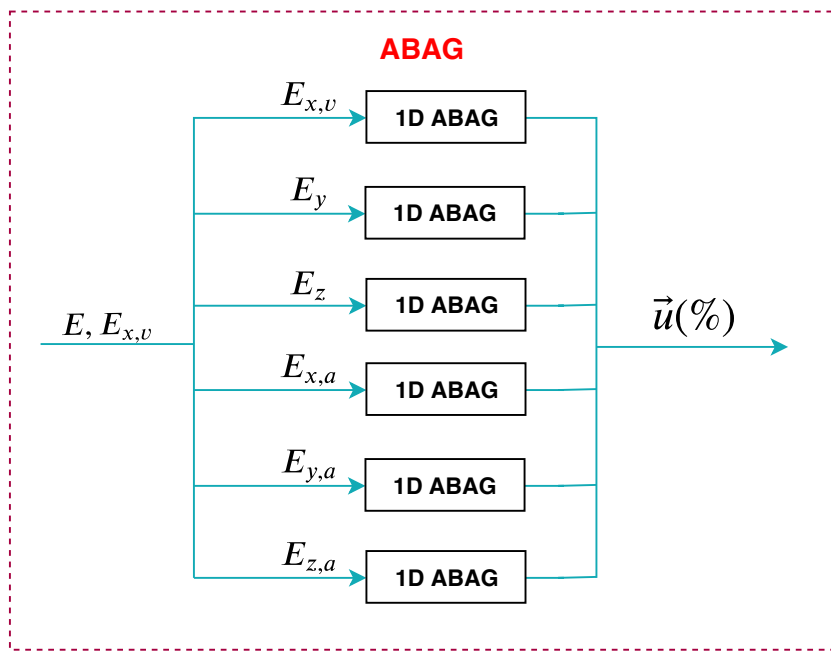 ABAG
E_{x,v}
1D ABAG
E_y
1D ABAG
E_z
1D ABAG
E, E_{x,v}
\vec{u}(%)
E_{x,a}
1D ABAG
E_{y,a}
1D ABAG
E_{z,a}
1D ABAG